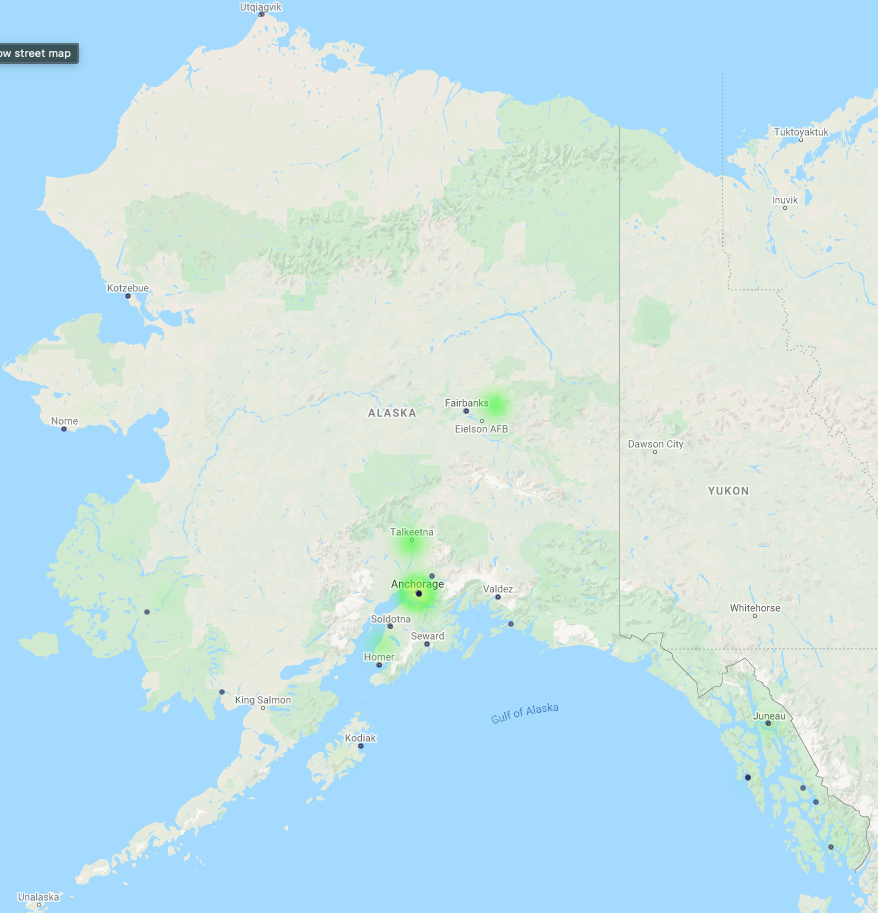 Utqiagvik
ow street map
Tuktoyaktuk
Inuvik
Kotzebue
Fairbanks
ALASKA
Nome
Eielson AFB
Dawson City
YUKON
Talkeetna
Anchorage
Valdez
Whitehorse
Soldotna
Seward
Homer
King Salmon
Gulf of Alaska
Juneau
Kodiak
Unalaska